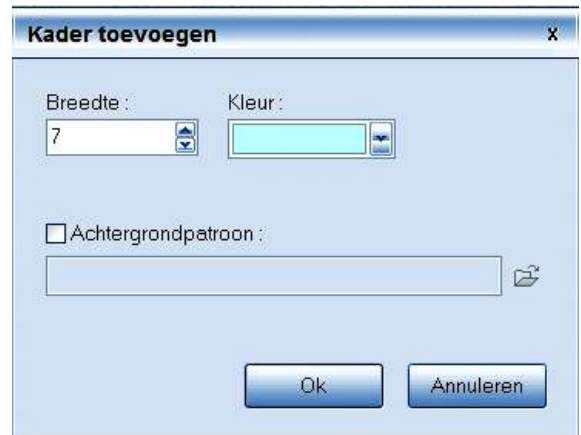 Kader toevoegen x
Breedte : Kleur :
7
Achtergrondpatroon :
Ok Annuleren